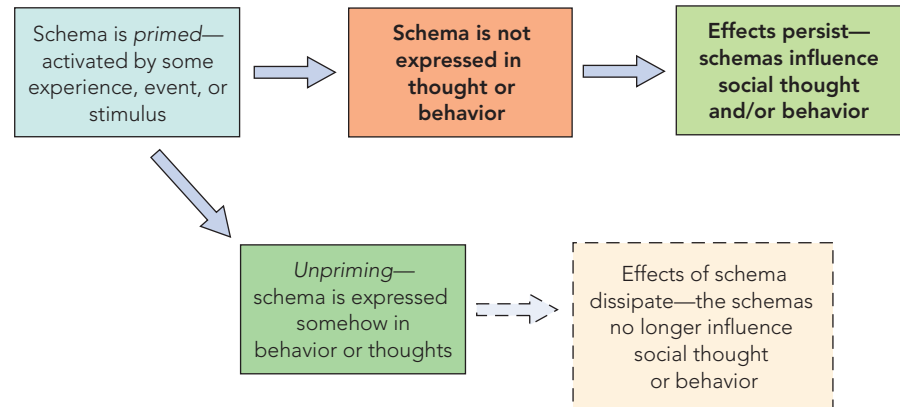 Schema is primed—
activated by some
experience, event, or
stimulus
Schema is not
expressed in
thought or
behavior
Effects persist—
schemas influence
social thought
and/or behavior
Unpriming—
schema is expressed
somehow in
behavior or thoughts
Effects of schema
dissipate—the schemas
no longer influence
social thought
or behavior